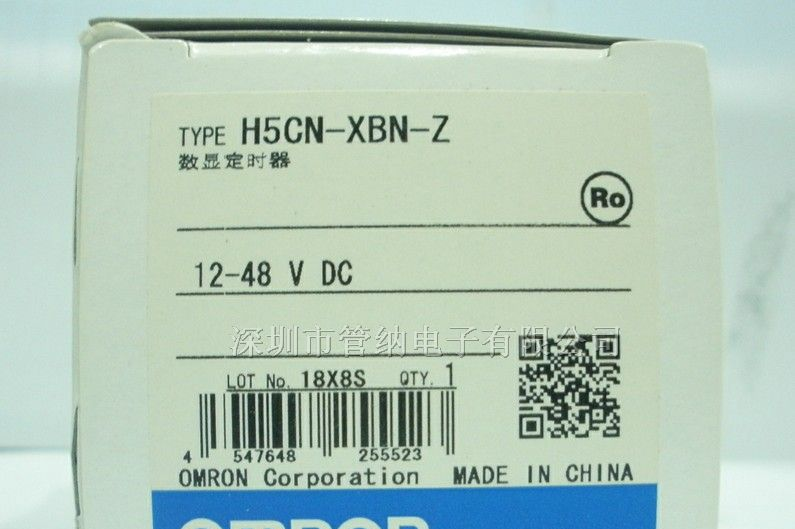 TYPE H5CN-XBN-Z
数显定时器
Ro
12-48 V DC
深圳市管纳电子有限公司
LOT No. 18X8S QTY. 1
4 547648 255523
OMRON Corporation MADE IN CHINA
OMRON